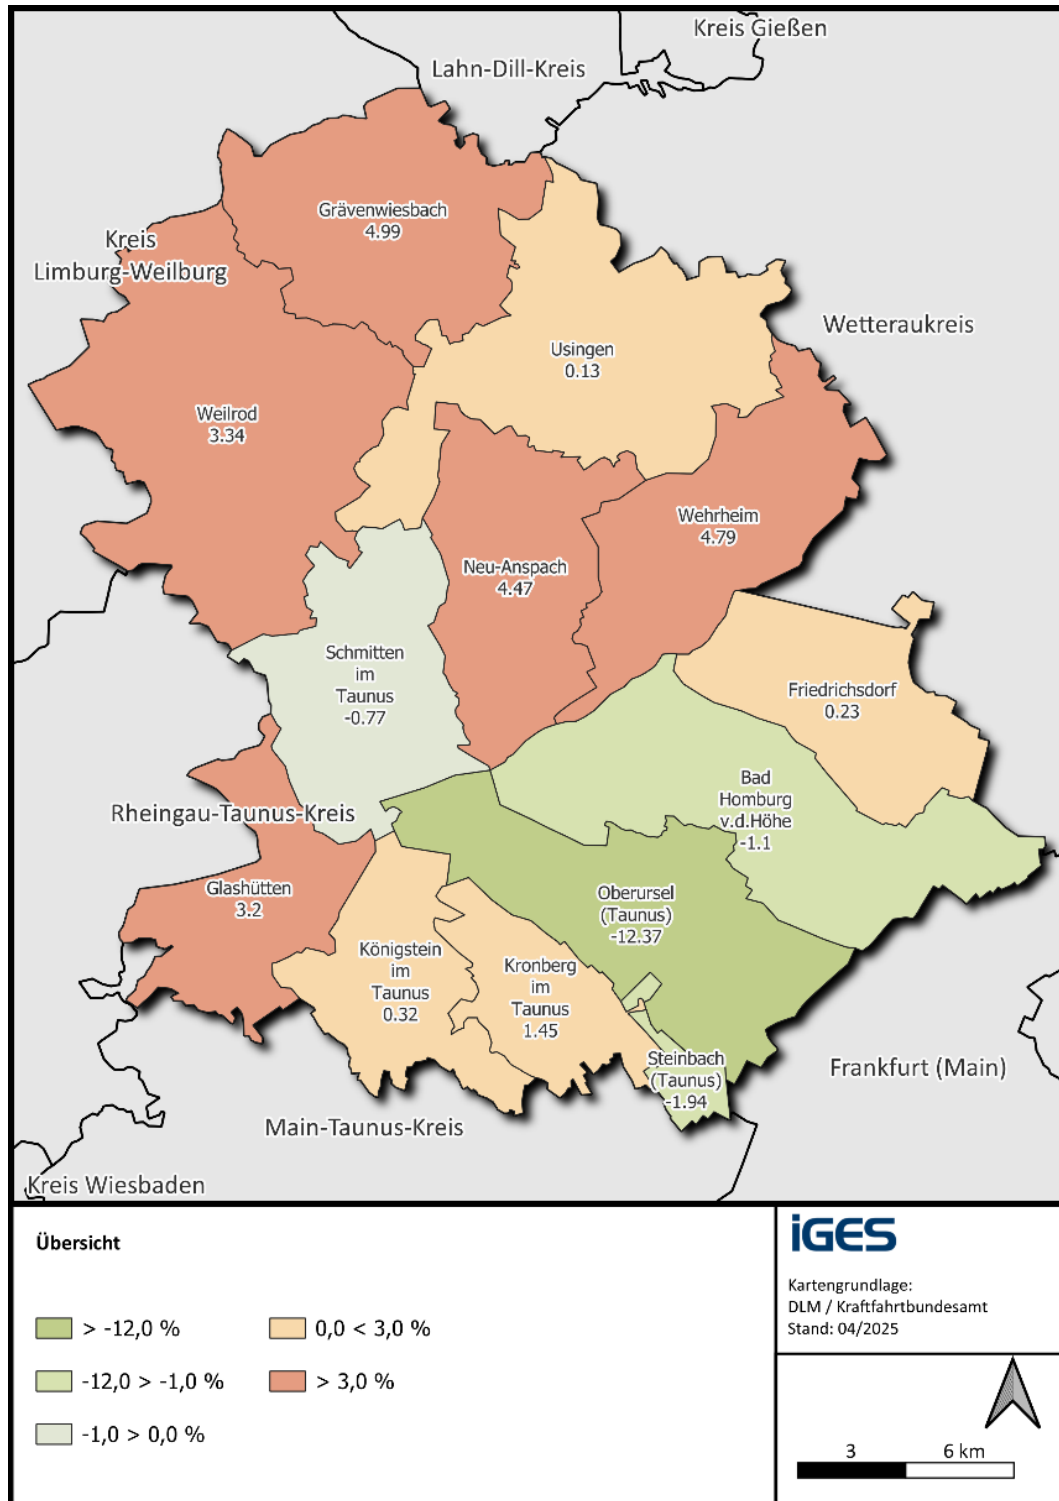 Kreis Gießen
Lahn-Dill-Kreis
Grävenwiesbach
4.99
Kreis
Limburg-Weilburg
Wetteraukreis
Usingen
0.13
Weilrod
3.34
Wehrheim
4.79
Neu-Anspach
4.47
Schmitten
im
Taunus
-0.77
Friedrichsdorf
0.23
Bad
Homburg
v.d.Höhe
-1.1
Rheingau-Taunus-Kreis
Glashütten
3.2
Oberursel
(Taunus)
-12.37
Königstein
im
Taunus
0.32
Kronberg
im
Taunus
1.45
Steinbach
(Taunus)
-1.94
Frankfurt (Main)
Main-Taunus-Kreis
Kreis Wiesbaden
Übersicht
> -12,0 %
-12,0 > -1,0 %
-1,0 > 0,0 %
0,0 < 3,0 %
> 3,0 %
iGES
Kartengrundlage:
DLM / Kraftfahrtbundesamt
Stand: 04/2025
3 6 km